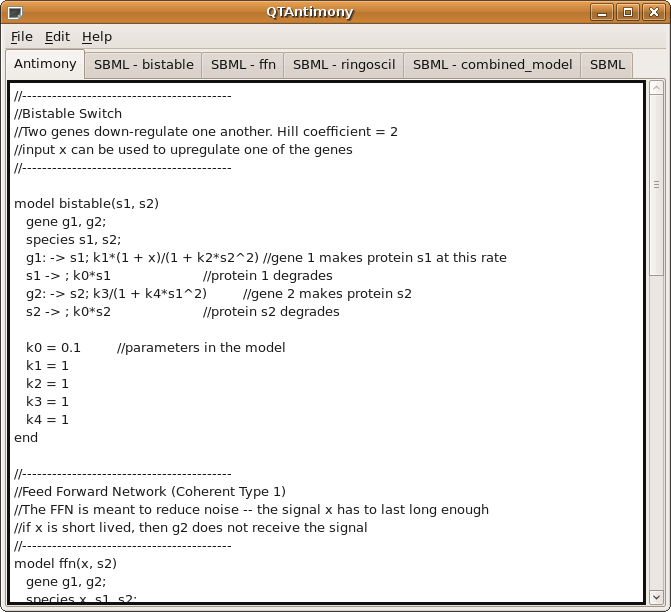 QTAntimony
File Edit Help
Antimony SBML - bistable SBML - ffn SBML - ringoscil SBML - combined_model SBML
//------------------------------------------
//Bistable Switch
//Two genes down-regulate one another. Hill coefficient = 2
//input x can be used to upregulate one of the genes
//------------------------------------------
model bistable(s1, s2)
gene g1, g2;
species s1, s2;
g1: -> s1; k1*(1 + x)/(1 + k2*s2^2) //gene 1 makes protein s1 at this rate
s1 -> ; k0*s1 //protein 1 degrades
g2: -> s2; k3/(1 + k4*s1^2) //gene 2 makes protein s2
s2 -> ; k0*s2 //protein s2 degrades
k0 = 0.1 //parameters in the model
k1 = 1
k2 = 1
k3 = 1
k4 = 1
end
//------------------------------------------
//Feed Forward Network (Coherent Type 1)
//The FFN is meant to reduce noise -- the signal x has to last long enough
//if x is short lived, then g2 does not receive the signal
//------------------------------------------
model ffn(x, s2)
gene g1, g2;
species x, s1, s2;